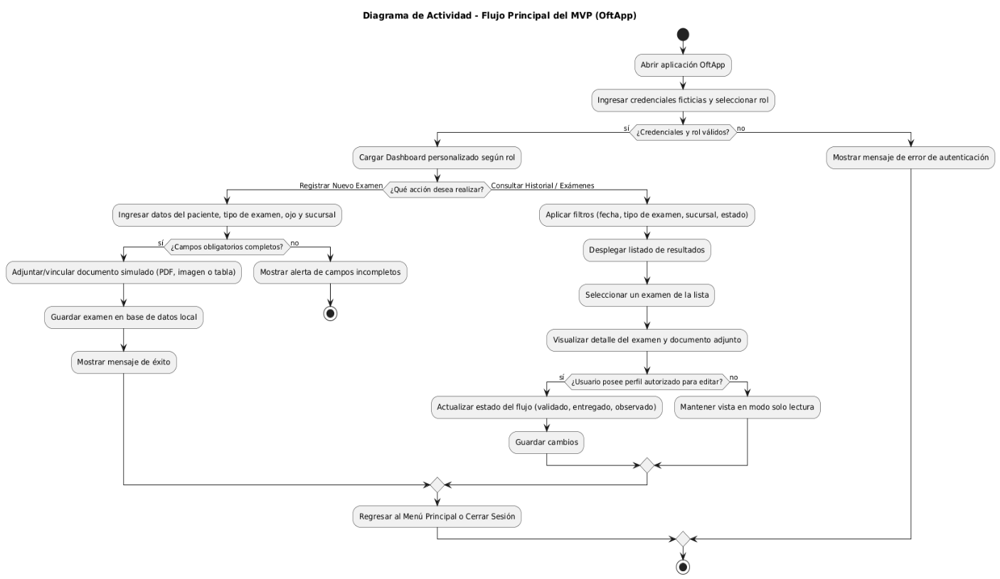 Diagrama de Actividad - Flujo Principal del MVP (OftApp)
Abrir aplicación OftApp
Ingresar credenciales ficticias y seleccionar rol
¿Credenciales y rol válidos?
sí
no
Cargar Dashboard personalizado según rol
Mostrar mensaje de error de autenticación
¿Qué acción desea realizar?
Registrar Nuevo Examen
Consultar Historial / Exámenes
Ingresar datos del paciente, tipo de examen, ojo y sucursal
¿Campos obligatorios completos?
sí
no
Adjuntar/vincular documento simulado (PDF, imagen o tabla)
Mostrar alerta de campos incompletos
Guardar examen en base de datos local
Mostrar mensaje de éxito
Aplicar filtros (fecha, tipo de examen, sucursal, estado)
Desplegar listado de resultados
Seleccionar un examen de la lista
Visualizar detalle del examen y documento adjunto
¿Usuario posee perfil autorizado para editar?
sí
no
Actualizar estado del flujo (validado, entregado, observado)
Mantener vista en modo solo lectura
Guardar cambios
Regresar al Menú Principal o Cerrar Sesión